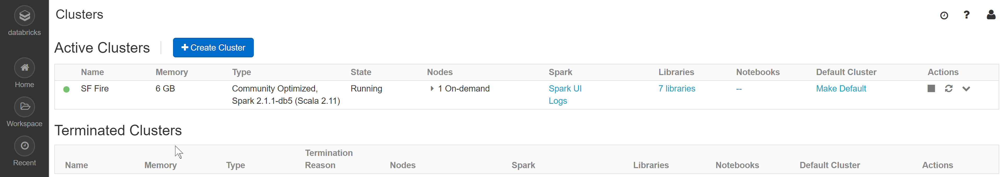 databricks
Home
Workspace
Recent
Clusters
?
Active Clusters
Create Cluster
Name Memory Type State Nodes Spark Libraries Notebooks Default Cluster Actions
SF Fire 6 GB Community Optimized, Running 1 On-demand Spark UI 7 libraries -- Make Default
Spark 2.1.1-db5 (Scala 2.11) Logs
Terminated Clusters
Termination
Name Memory Type Reason Nodes Spark Libraries Notebooks Default Cluster Actions